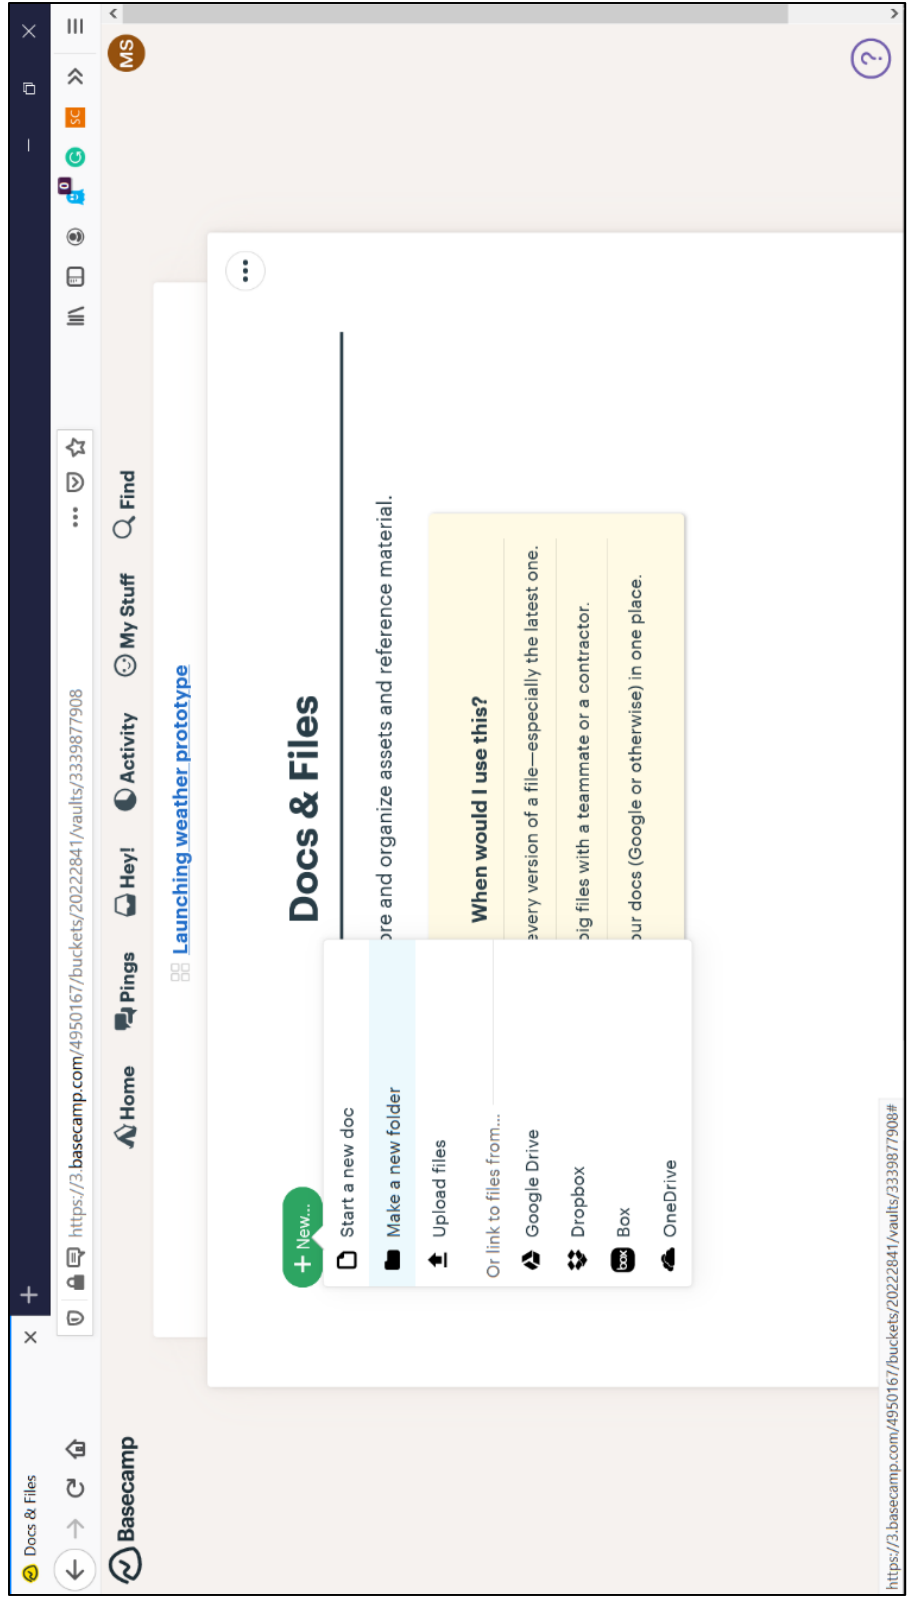 Docs & Files
https://3.basecamp.com/4950167/buckets/20222841/vaults/3339877908
0
SC
Basecamp
Home
Pings
Hey!
Activity
My Stuff
Find
MS
Launching weather prototype
+ New...
Docs & Files
Start a new doc
Make a new folder
Upload files
Or link to files from...
Google Drive
Dropbox
box Box
OneDrive
ore and organize assets and reference material.
When would I use this?
every version of a file—especially the latest one.
big files with a teammate or a contractor.
our docs (Google or otherwise) in one place.
?
https://3.basecamp.com/4950167/buckets/20222841/vaults/3339877908#